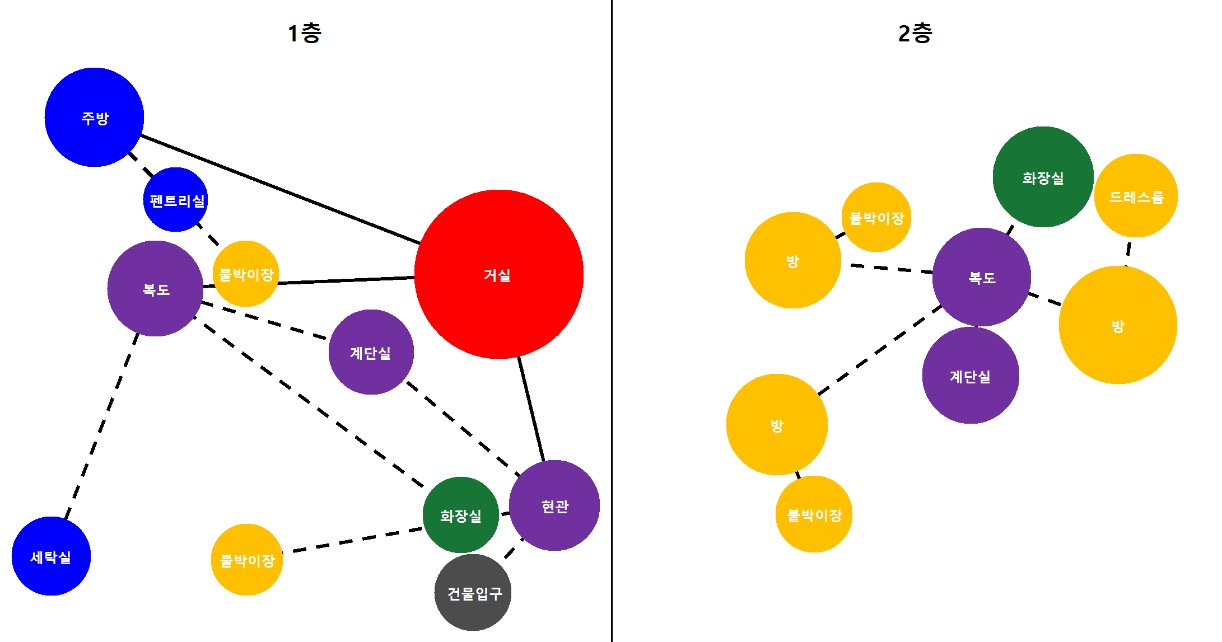 1층
주방
펜트리실
복도
붙박이장
거실
계단실
세탁실
붙박이장
화장실
현관
건물입구
2층
화장실
드레스룸
붙박이장
방
복도
방
계단실
방
붙박이장